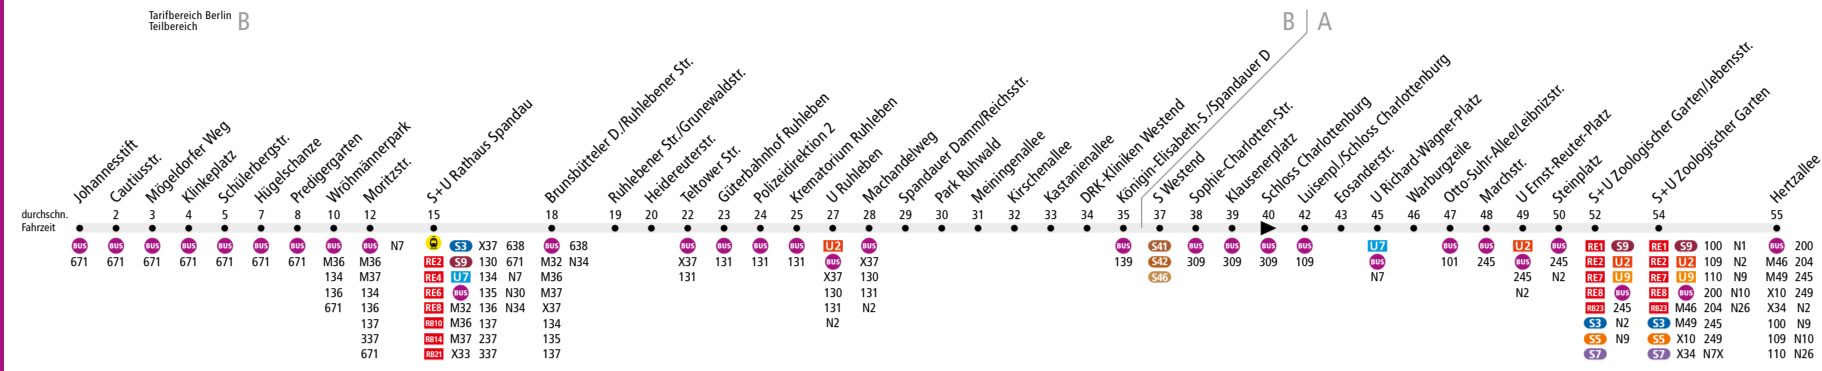 Tarifbereich Berlin
Teilbereich B
B A
Johannesstift
Cautiusstr.
Mögeldorfer Weg
Klinkeplatz
Schülerbergstr.
Hügelschanze
Predigergarten
Wröhmännerpark
Moritzstr.
S+U Rathaus Spandau
Brunsbütteler D./Ruhlebener Str.
Ruhlebener Str./Grunewaldstr.
Heidereuterstr.
Teltower Str.
Güterbahnhof Ruhleben
Polizeidirektion 2
Krematorium Ruhleben
U Ruhleben
Machandelweg
Spandauer Damm/Reichsstr.
Park Ruhwald
Meiningenallee
Kirschenallee
Kastanienallee
DRK-Kliniken Westend
Königin-Elisabeth-S./Spandauer D
S Westend
Sophie-Charlotten-Str.
Klausenerplatz
Schloss Charlottenburg
Luisenpl./Schloss Charlottenburg
Eosanderstr.
U Richard-Wagner-Platz
Warburgzeile
Otto-Suhr-Allee/Leibnizstr.
Marchstr.
U Ernst-Reuter-Platz
Steinplatz
S+U Zoologischer Garten/Jebensstr.
S+U Zoologischer Garten
Hertzallee
durchschn. 2 3 4 5 7 8 10 12 15 18 19 20 22 23 24 25 27 28 29 30 31 32 33 34 35 37 38 39 40 42 43 45 46 47 48 49 50 52 54 55
Fahrzeit
BUS BUS BUS BUS BUS BUS BUS BUS BUS N7 S3 X37 638 BUS 638 BUS BUS BUS BUS U2 BUS BUS S41 BUS BUS BUS BUS U7 BUS BUS U2 BUS RE1 S9 RE1 S9 100 N1 BUS 200
671 671 671 671 671 671 671 M36 M36 RE2 S9 130 671 M32 N34 X37 131 131 131 BUS X37 139 S42 309 309 309 109 BUS 101 245 BUS 245 RE2 U2 RE2 U2 109 N2 M46 204
134 M37 RE4 U7 134 N7 M36 131 X37 130 S46 N7 245 N2 RE7 U9 RE7 U9 110 N9 M49 245
136 134 RE6 BUS 135 N30 M37 130 131 N2 RE8 BUS RE8 BUS 200 N10 X10 249
671 136 RE8 M32 136 N34 X37 131 N2 RB23 245 RB23 M46 204 N26 X34 N2
137 RB10 M36 137 134 N2 S3 N2 S3 M49 245 100 N9
337 RB14 M37 237 135 S5 N9 S5 X10 249 109 N10
671 RB21 X33 337 137 S7 S7 X34 N7X 110 N26